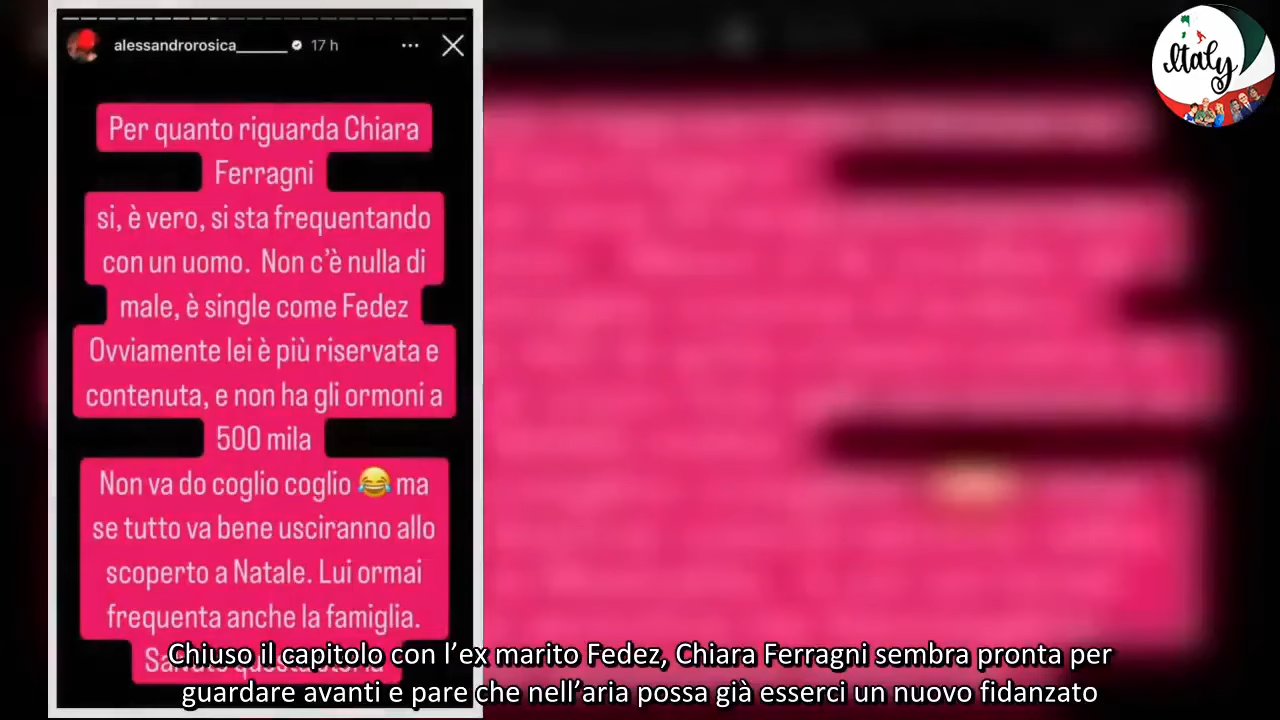 alessandrorosica______ 17 h
Per quanto riguarda Chiara
Ferragni
si, è vero, si sta frequentando
con un uomo. Non c'è nulla di
male, è single come Fedez
Ovviamente lei è più riservata e
contenuta, e non ha gli ormoni a
500 mila
Non va do coglio coglio 😂 ma
se tutto va bene usciranno allo
scoperto a Natale. Lui ormai
frequenta anche la famiglia.
Chiuso il capitolo con l'ex marito Fedez, Chiara Ferragni sembra pronta per
guardare avanti e pare che nell'aria possa già esserci un nuovo fidanzato
Italy